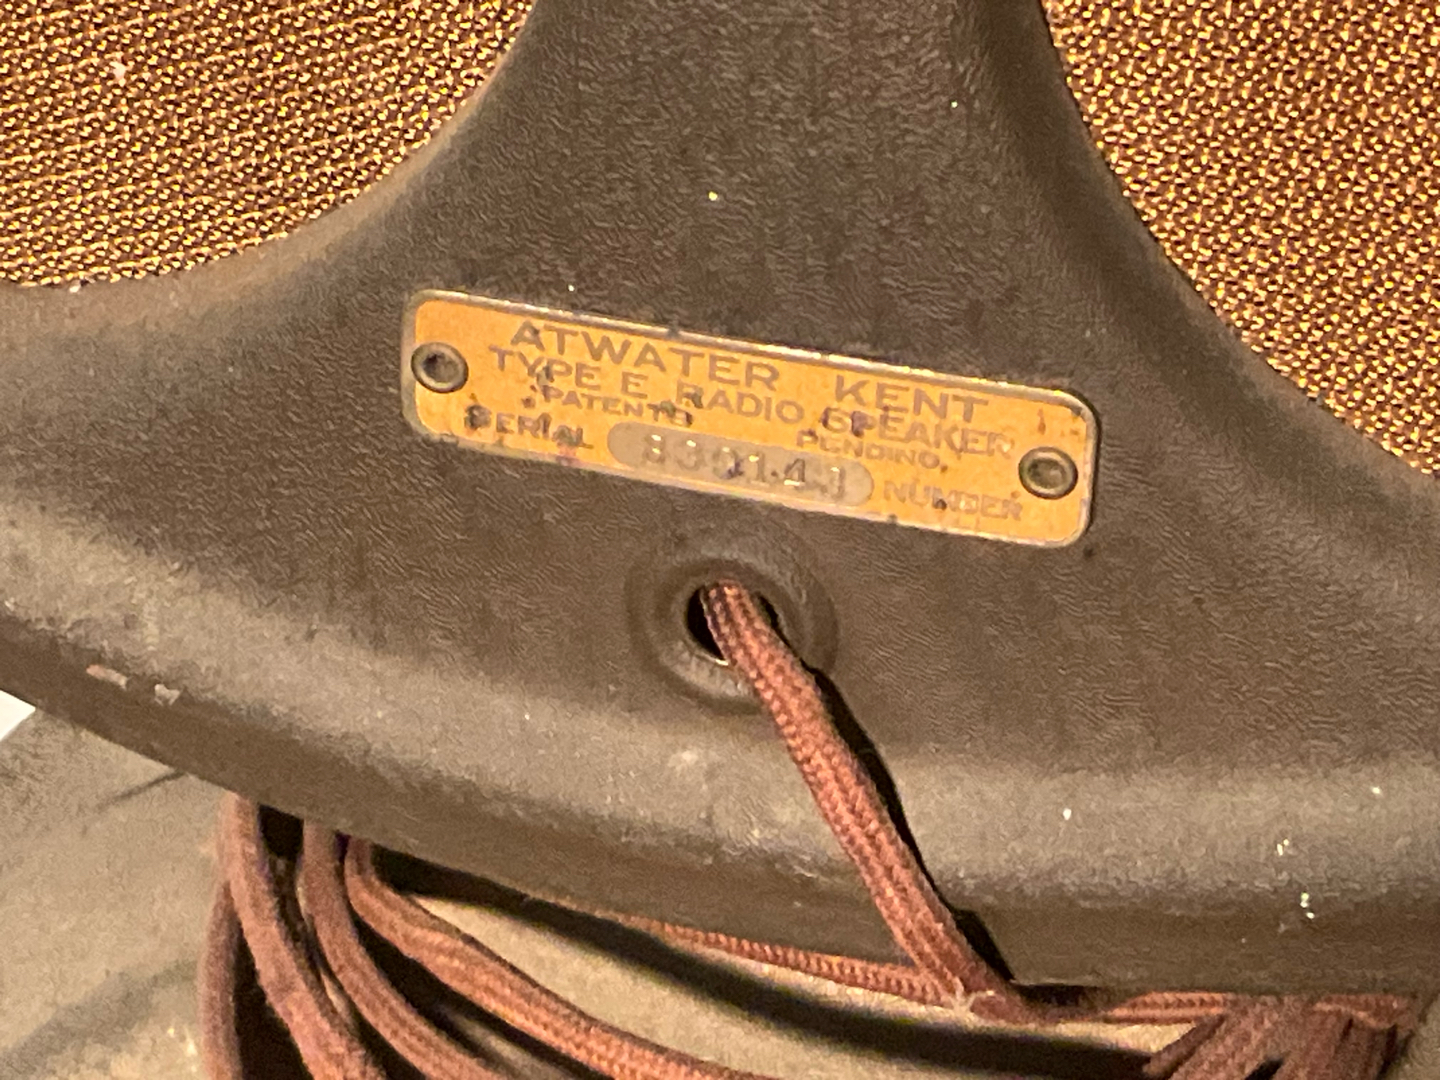 ATWATER KENT
TYPE E RADIO SPEAKER
PATENTS PENDING.
SERIAL NUMBER